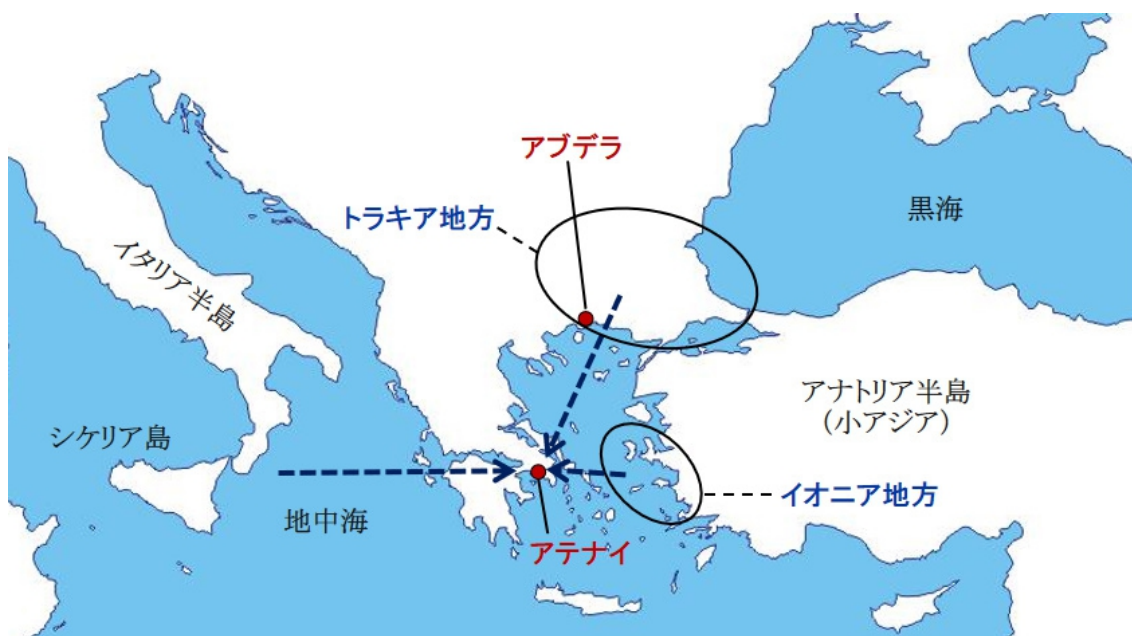 アブデラ
トラキア地方
黒海
イタリア半島
アナトリア半島
(小アジア)
シケリア島
イオニア地方
地中海
アテナイ